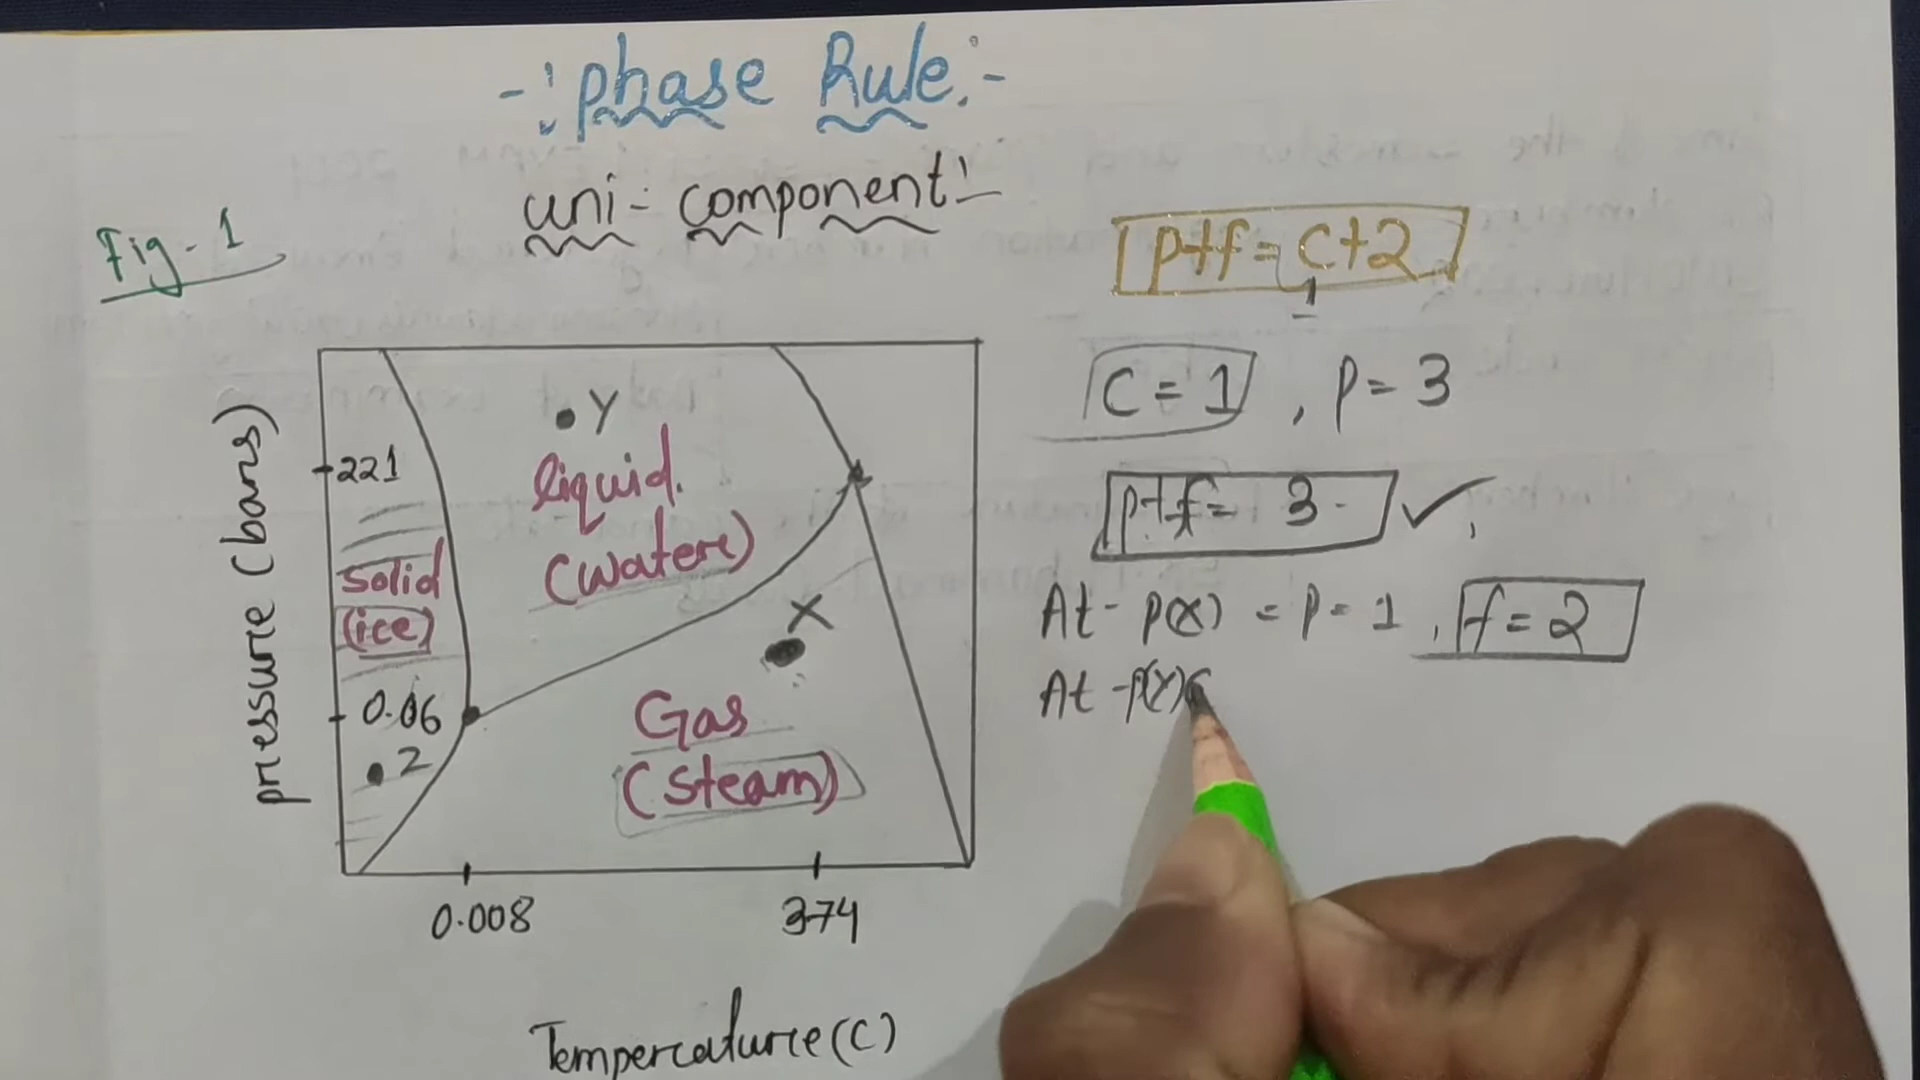 -: phase Rule :-
uni- component :-
Fig-1
p+f = c+2
1
C = 1 , p = 3
p+f = 3
At - p(X) = p = 1 , f = 2
At - p(Y)
pressure (bars)
221
0.06
Y
liquid.
(water)
solid
(ice)
X
Gas
(steam)
Z
0.008
374
Temperature (C)